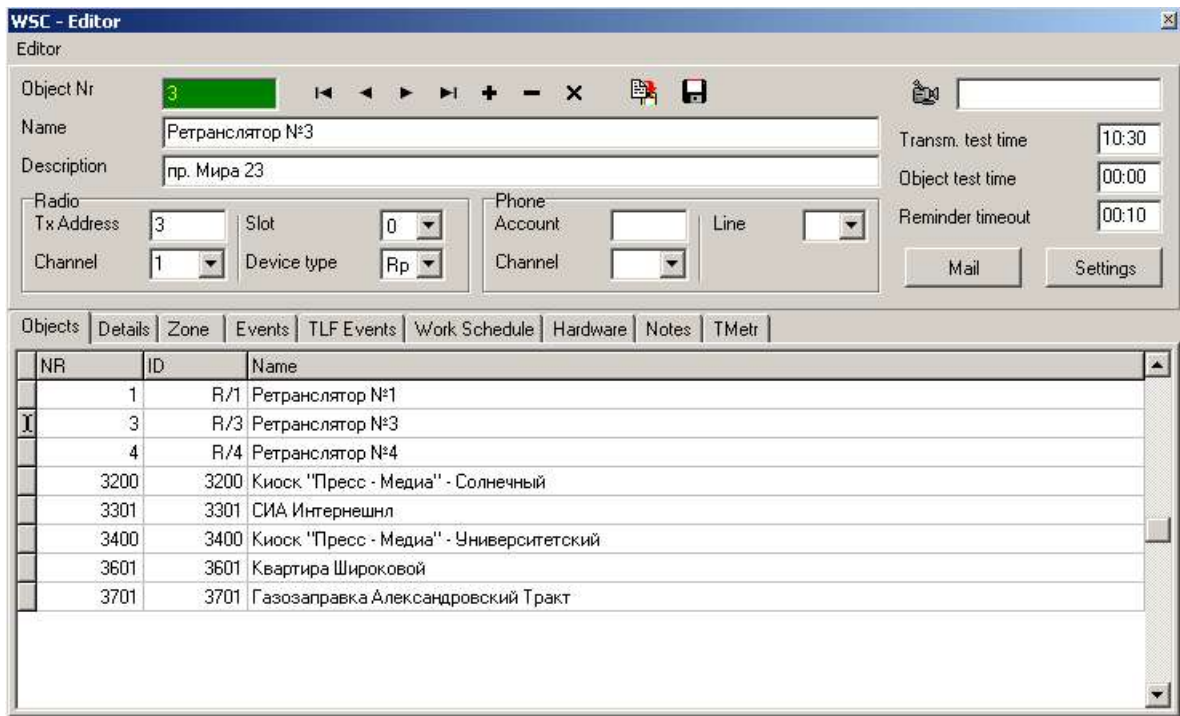 WSC - Editor
Editor
Object Nr 3
Name Ретранслятор №3
Description пр. Мира 23
Transm. test time 10:30
Object test time 00:00
Reminder timeout 00:10
Radio
Tx Address 3 Slot 0
Channel 1 Device type Rp
Phone
Account Line
Channel
Mail Settings
Objects Details Zone Events TLF Events Work Schedule Hardware Notes TMetr
NR ID Name
1 R/1 Ретранслятор №1
3 R/3 Ретранслятор №3
4 R/4 Ретранслятор №4
3200 3200 Киоск "Пресс - Медиа" - Солнечный
3301 3301 СИА Интернешнл
3400 3400 Киоск "Пресс - Медиа" - Университетский
3601 3601 Квартира Широковой
3701 3701 Газозаправка Александровский Тракт